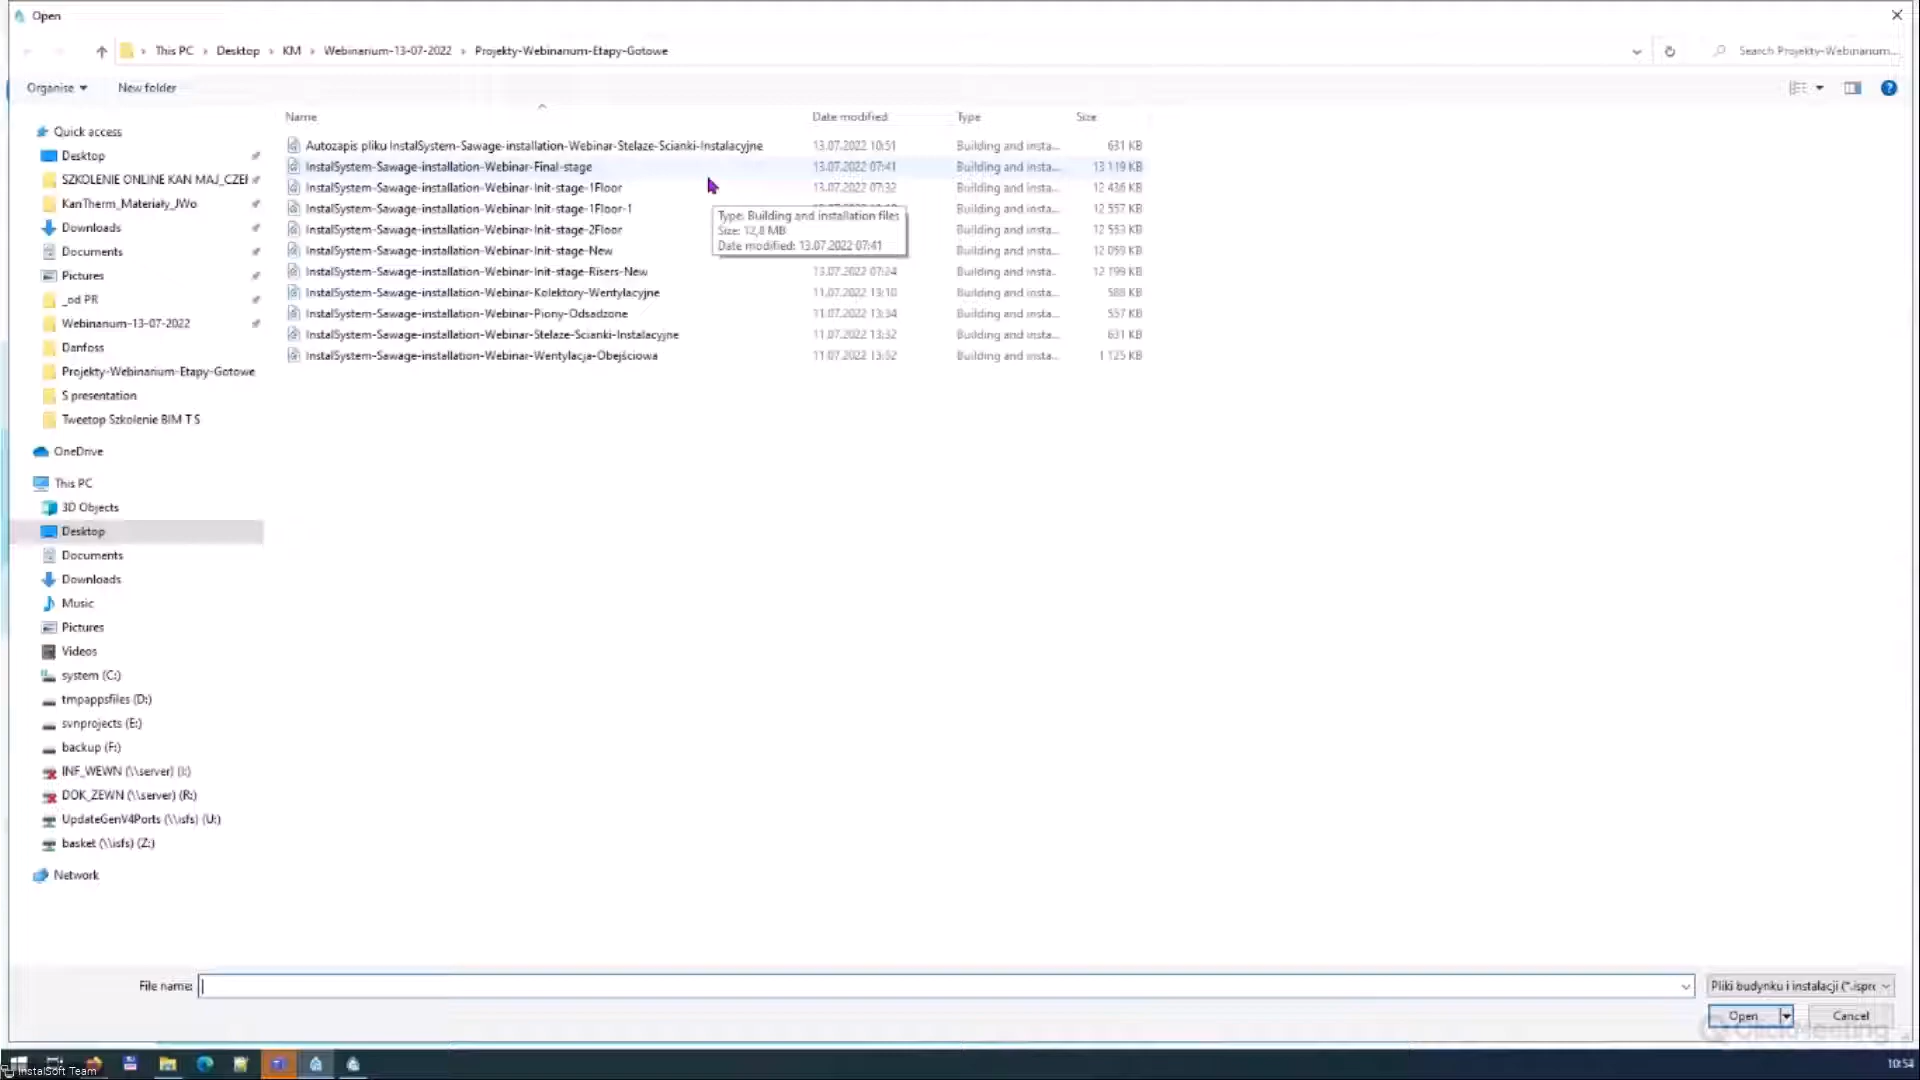 Open
This PC > Desktop > KM > Webinarium-13-07-2022 > Projekty-Webinarium-Etapy-Gotowe
Search Projekty-Webinarium...
Organise
New folder
Name Date modified Type Size
Autozapis pliku InstalSystem-Sawage-installation-Webinar-Stelaze-Scianki-Instalacyjne 13.07.2022 10:51 Building and insta... 631 KB
InstalSystem-Sawage-installation-Webinar-Final-stage 13.07.2022 07:41 Building and insta... 13 119 KB
InstalSystem-Sawage-installation-Webinar-Init-stage-1Floor 13.07.2022 07:32 Building and insta... 12 436 KB
InstalSystem-Sawage-installation-Webinar-Init-stage-1Floor-1 Building and insta... 12 557 KB
InstalSystem-Sawage-installation-Webinar-Init-stage-2Floor Building and insta... 12 553 KB
InstalSystem-Sawage-installation-Webinar-Init-stage-New Building and insta... 12 059 KB
InstalSystem-Sawage-installation-Webinar-Init-stage-Risers-New 13.07.2022 07:24 Building and insta... 12 199 KB
InstalSystem-Sawage-installation-Webinar-Kolektory-Wentylacyjne 11.07.2022 13:10 Building and insta... 588 KB
InstalSystem-Sawage-installation-Webinar-Piony-Odsadzone 11.07.2022 13:34 Building and insta... 557 KB
InstalSystem-Sawage-installation-Webinar-Stelaze-Scianki-Instalacyjne 11.07.2022 13:32 Building and insta... 631 KB
InstalSystem-Sawage-installation-Webinar-Wentylacja-Obejściowa 11.07.2022 13:52 Building and insta... 1 125 KB
Type: Building and installation files
Size: 12,8 MB
Date modified: 13.07.2022 07:41
Quick access
Desktop
SZKOLENIE ONLINE KAN MAJ_CZEI
KanTherm_Materiały_JWo
Downloads
Documents
Pictures
_od PR
Webinarium-13-07-2022
Danfoss
Projekty-Webinarium-Etapy-Gotowe
S presentation
Tweetop Szkolenie BIM T S
OneDrive
This PC
3D Objects
Desktop
Documents
Downloads
Music
Pictures
Videos
system (C:)
tmpappsfiles (D:)
svnprojects (E:)
backup (F:)
INF_WEWN (\\server) (I:)
DOK_ZEWN (\\server) (R:)
UpdateGenV4Ports (\\isfs) (U:)
basket (\\isfs) (Z:)
Network
File name:
Pliki budynku i instalacji (*.ispro
Open
Cancel
ClickMeeting
InstalSoft Team
10:54